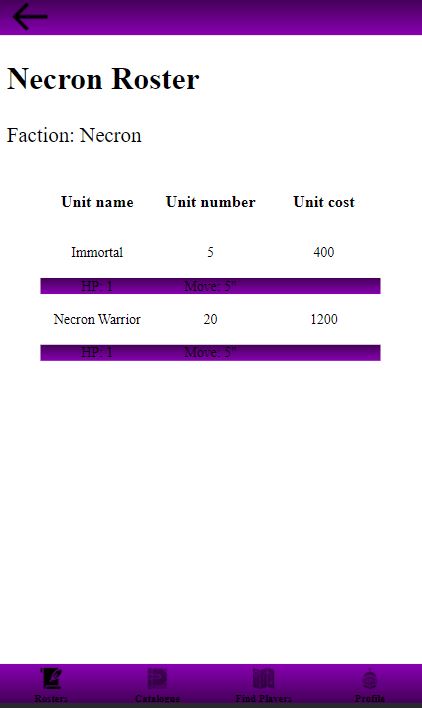 Necron Roster
Faction: Necron
Unit name Unit number Unit cost
Immortal 5 400
HP: 1 Move: 5"
Necron Warrior 20 1200
HP: 1 Move: 5"
Rosters Catalogue Find Players Profile